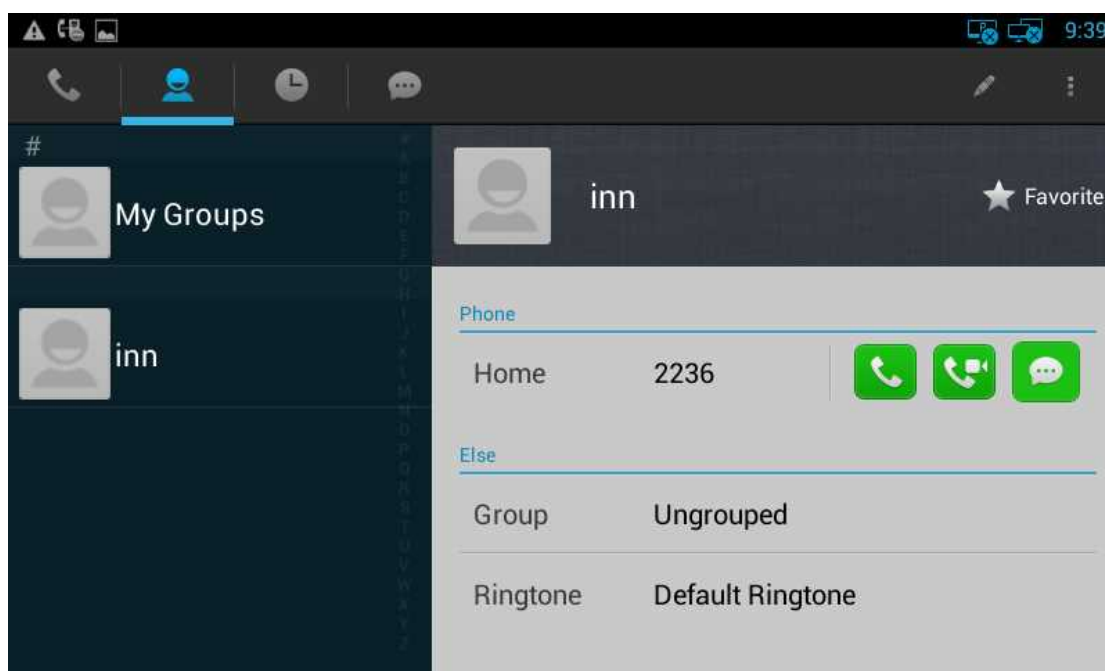 9:39
#
My Groups
inn
inn
Favorite
Phone
Home 2236
Else
Group Ungrouped
Ringtone Default Ringtone